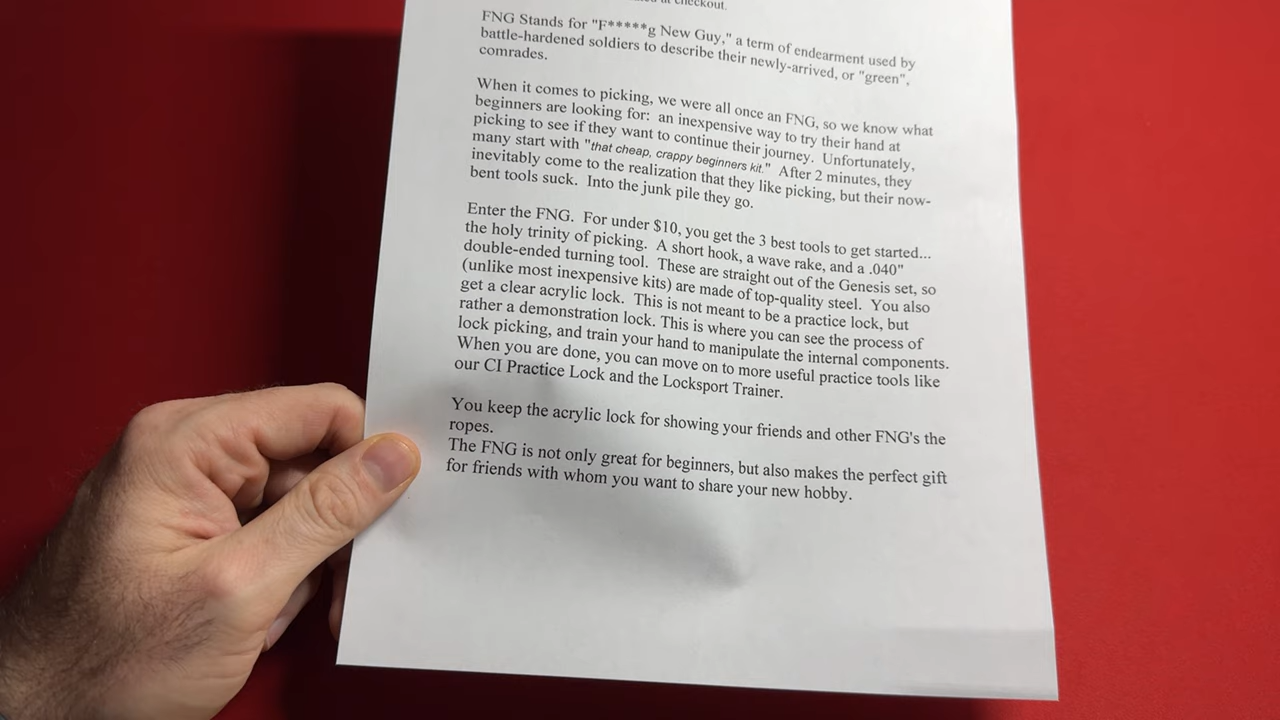 at checkout.
FNG Stands for "F*****g New Guy," a term of endearment used by
battle-hardened soldiers to describe their newly-arrived, or "green",
comrades.
When it comes to picking, we were all once an FNG, so we know what
beginners are looking for: an inexpensive way to try their hand at
picking to see if they want to continue their journey. Unfortunately,
many start with "that cheap, crappy beginners kit." After 2 minutes, they
inevitably come to the realization that they like picking, but their now-
bent tools suck. Into the junk pile they go.
Enter the FNG. For under $10, you get the 3 best tools to get started...
the holy trinity of picking. A short hook, a wave rake, and a .040"
double-ended turning tool. These are straight out of the Genesis set, so
(unlike most inexpensive kits) are made of top-quality steel. You also
get a clear acrylic lock. This is not meant to be a practice lock, but
rather a demonstration lock. This is where you can see the process of
lock picking, and train your hand to manipulate the internal components.
When you are done, you can move on to more useful practice tools like
our CI Practice Lock and the Locksport Trainer.
You keep the acrylic lock for showing your friends and other FNG's the
ropes.
The FNG is not only great for beginners, but also makes the perfect gift
for friends with whom you want to share your new hobby.